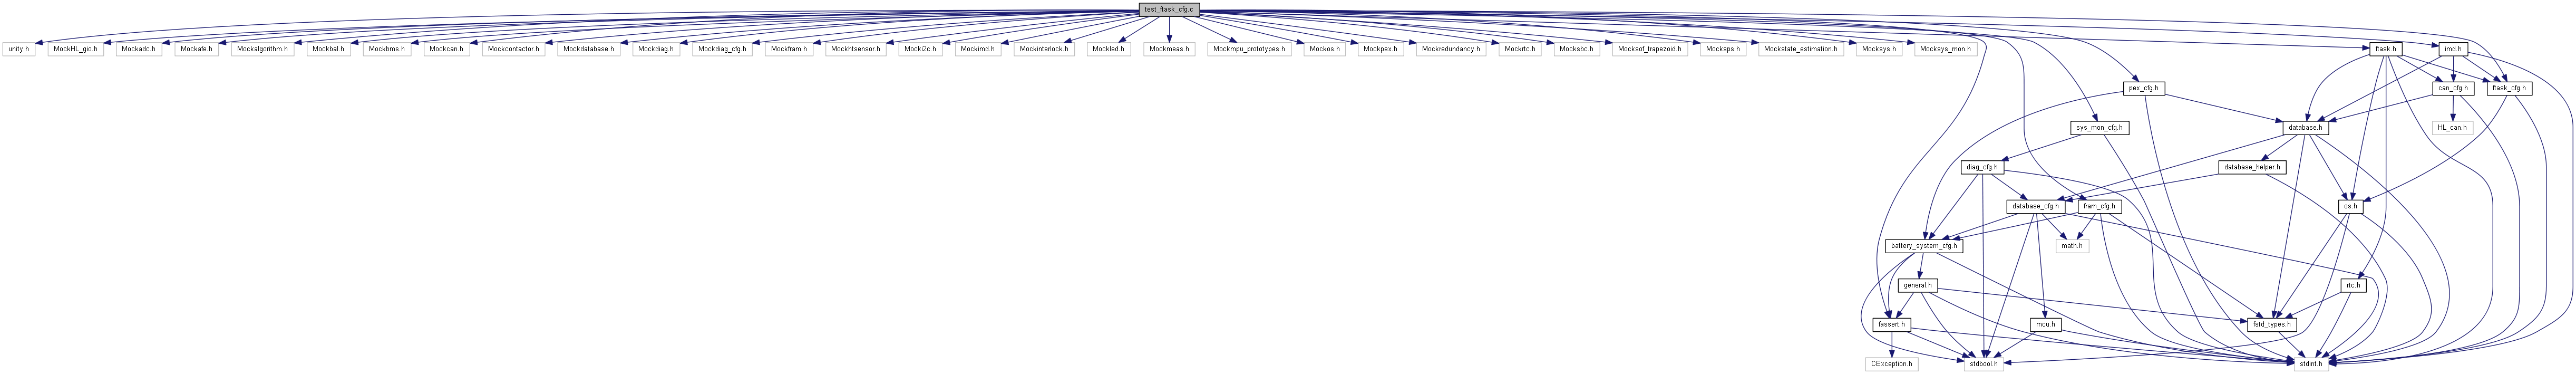 test_ftask_cfg.c
unity.h
MockHL_gio.h
Mockadc.h
Mockafe.h
Mockalgorithm.h
Mockbal.h
Mockbms.h
Mockcan.h
Mockcontactor.h
Mockdatabase.h
Mockdiag.h
Mockdiag_cfg.h
Mockfram.h
Mockhtsensor.h
Mocki2c.h
Mockimd.h
Mockinterlock.h
Mockled.h
Mockmeas.h
Mockmpu_prototypes.h
Mockos.h
Mockpex.h
Mockredundancy.h
Mockrtc.h
Mocksbc.h
Mocksof_trapezoid.h
Mocksps.h
Mockstate_estimation.h
Mocksys.h
Mocksys_mon.h
ftask.h
imd.h
pex_cfg.h
can_cfg.h
ftask_cfg.h
sys_mon_cfg.h
database.h
HL_can.h
diag_cfg.h
database_helper.h
database_cfg.h
fram_cfg.h
os.h
battery_system_cfg.h
math.h
general.h
rtc.h
fassert.h
mcu.h
fstd_types.h
CException.h
stdbool.h
stdint.h